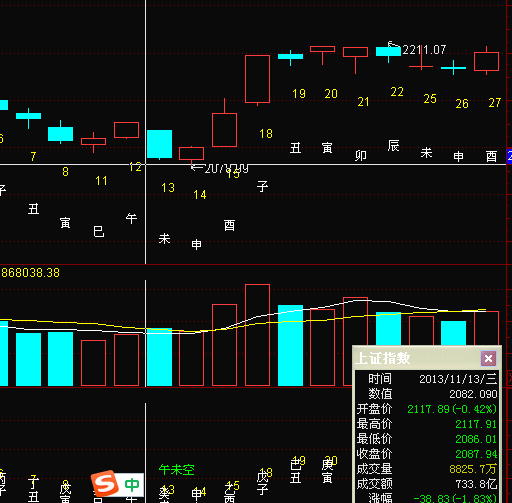 2211.07
19 20 21 22 25 26 27
18
6 7 8 11 12 13 14 15
丑 寅 卯 辰 未 申 酉
子
子 丑 寅 巳 午 未 申 酉
868038.38
上证指数
时间 2013/11/13/三
数值 2082.090
开盘价 2117.89(-0.42%)
最高价 2117.91
最低价 2086.01
收盘价 2087.94
成交量 8825.7万
成交额 733.8亿
涨幅 -38.83(-1.83%)
午未空
子 丑
戊 寅
戊 子
巳 丑
庚 寅
18 19 20
13 14 15
中